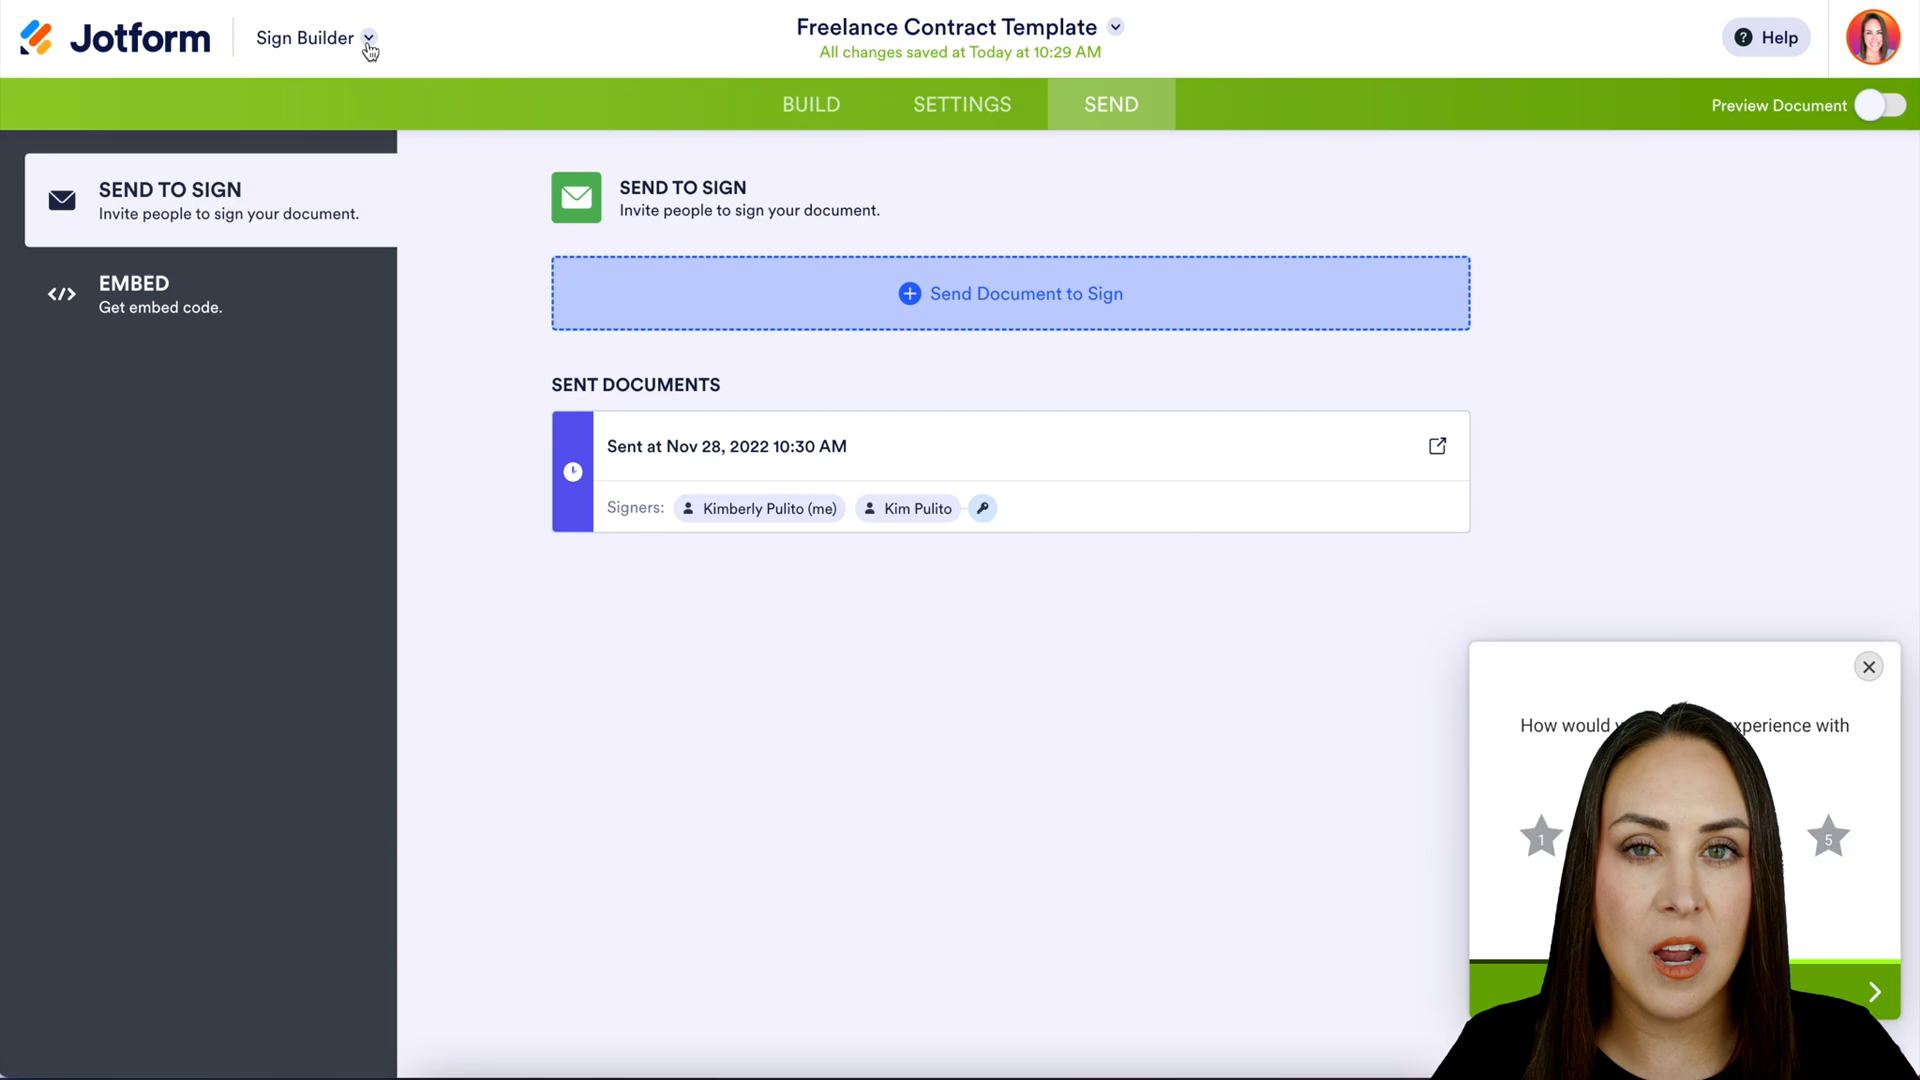 Jotform
Sign Builder
Freelance Contract Template
All changes saved at Today at 10:29 AM
Help
BUILD
SETTINGS
SEND
Preview Document
SEND TO SIGN
Invite people to sign your document.
EMBED
Get embed code.
SEND TO SIGN
Invite people to sign your document.
Send Document to Sign
SENT DOCUMENTS
Sent at Nov 28, 2022 10:30 AM
Signers: Kimberly Pulito (me) Kim Pulito
How would experience with
1
5